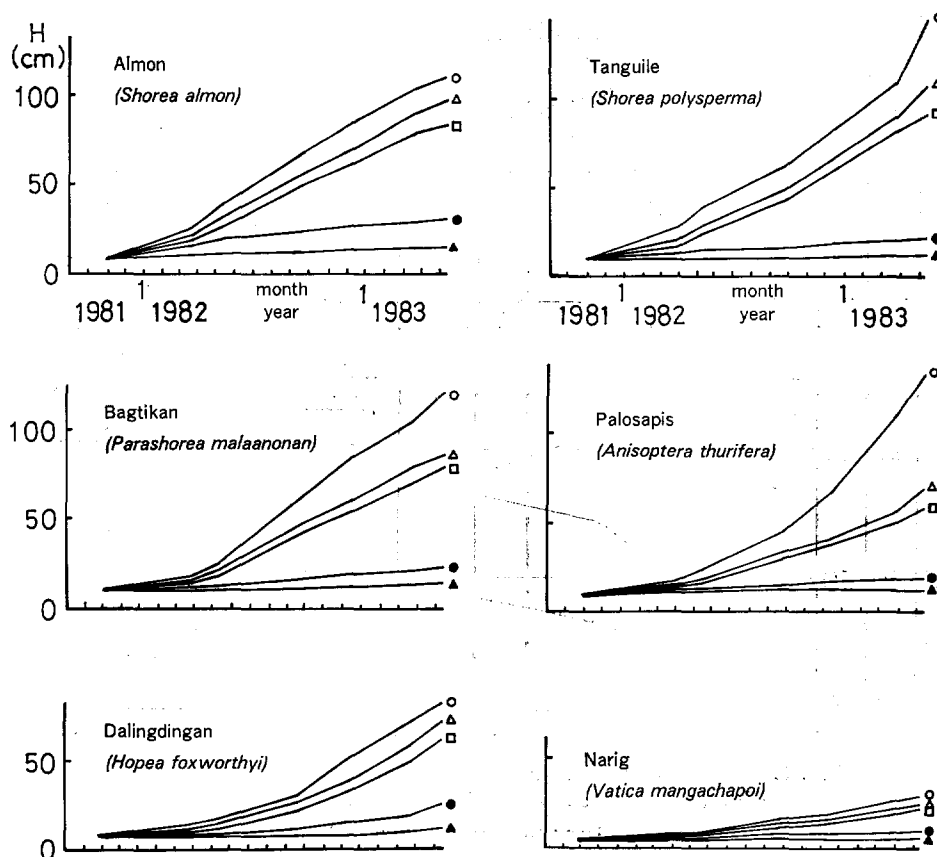 H
(cm)
Almon
(Shorea almon)
100
50
0
1
1
month
1981 1982
year
1983
Tanguile
(Shorea polysperma)
1
1
month
1981 1982
year
1983
Bagtikan
(Parashorea malaanonan)
100
50
0
Palosapis
(Anisoptera thurifera)
Dalingdingan
(Hopea foxworthyi)
50
0
Narig
(Vatica mangachapoi)